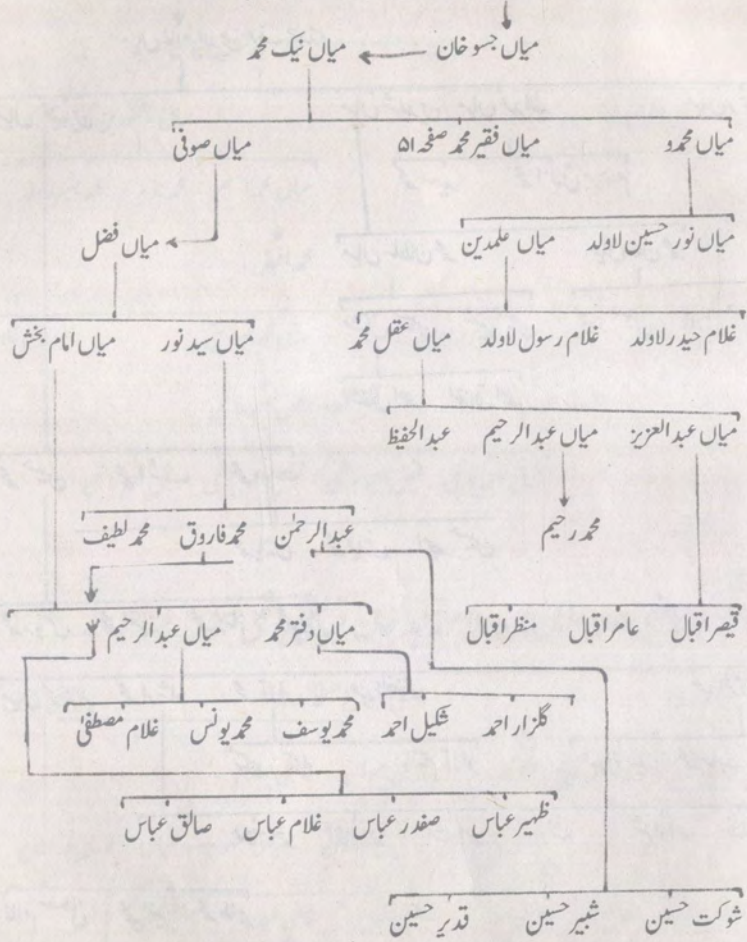 میاں جسو خان میاں نیک محمد
میاں محمد و میاں فقیر محمد صفحہ ۵۱ میاں صوفی
میاں نور حسین لاولد میاں علمدین میاں فضل
غلام حیدر لاولد غلام رسول لاولد میاں عقل محمد میاں سید نور میاں امام بخش
میاں عبدالعزیز میاں عبدالرحیم عبدالحفیظ
محمد رحیم عبدالرحمٰن محمد فاروق محمد لطیف
قیصر اقبال عامر اقبال منظر اقبال میاں دفتر محمد میاں عبدالرحیم
گلزار احمد شکیل احمد محمد یوسف محمد یونس غلام مصطفیٰ
ظہیر عباس صفدر عباس غلام عباس صالق عباس
شوکت حسین شبیر حسین قدیر حسین